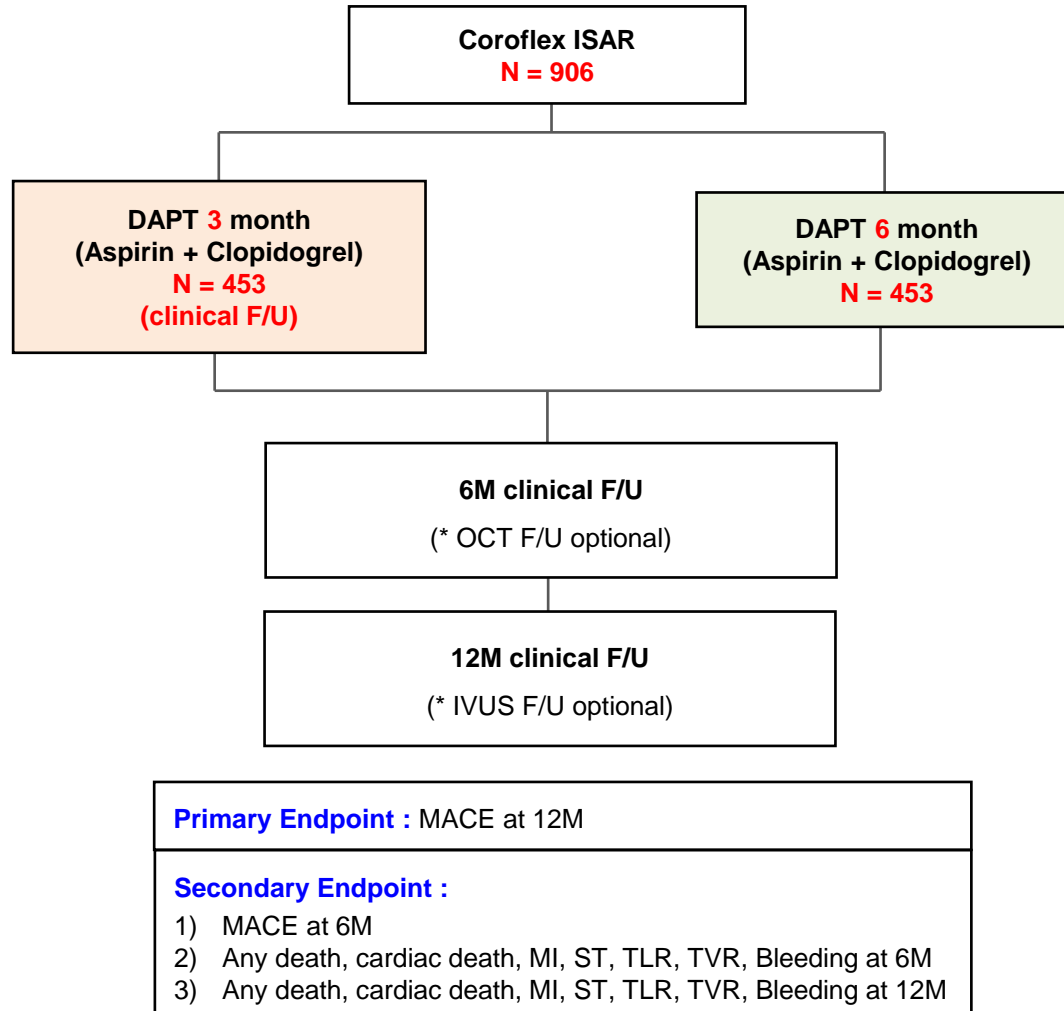 Coroflex ISAR
N = 906
DAPT 3 month
(Aspirin + Clopidogrel)
N = 453
(clinical F/U)
DAPT 6 month
(Aspirin + Clopidogrel)
N = 453
6M clinical F/U
(* OCT F/U optional)
12M clinical F/U
(* IVUS F/U optional)
Primary Endpoint : MACE at 12M
Secondary Endpoint :
1) MACE at 6M
2) Any death, cardiac death, MI, ST, TLR, TVR, Bleeding at 6M
3) Any death, cardiac death, MI, ST, TLR, TVR, Bleeding at 12M